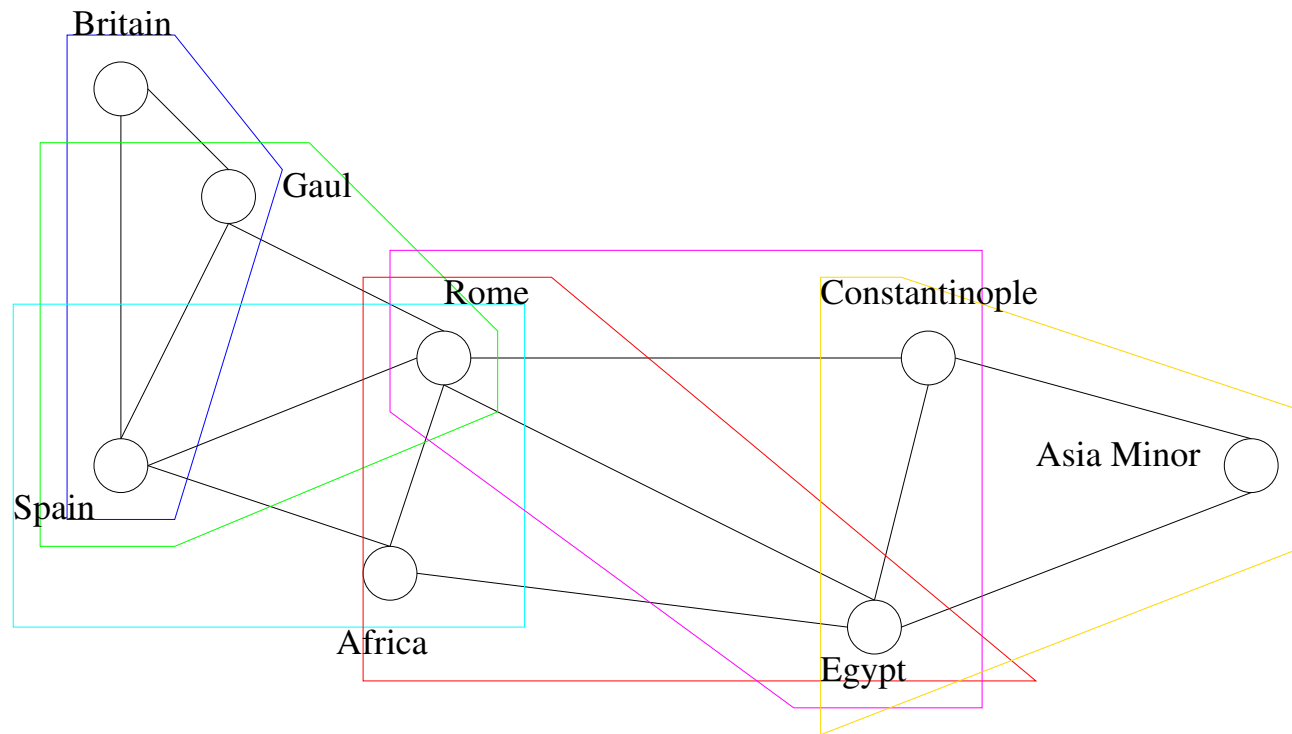 Britain
Gaul
Rome
Constantinople
Asia Minor
Spain
Africa
Egypt